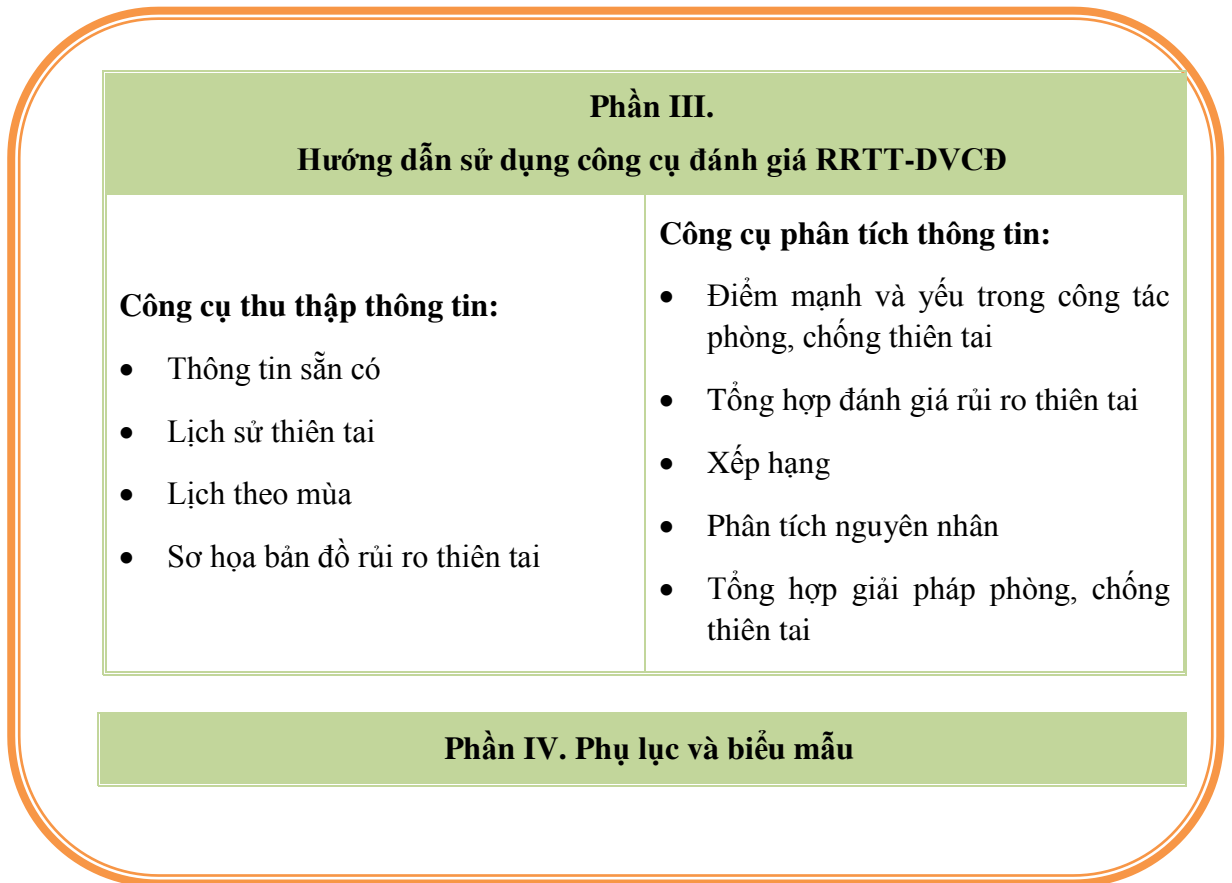 Phần III.
Hướng dẫn sử dụng công cụ đánh giá RRTT-DVCĐ
Công cụ thu thập thông tin:
• Thông tin sẵn có
• Lịch sử thiên tai
• Lịch theo mùa
• Sơ họa bản đồ rủi ro thiên tai
Công cụ phân tích thông tin:
• Điểm mạnh và yếu trong công tác
phòng, chống thiên tai
• Tổng hợp đánh giá rủi ro thiên tai
• Xếp hạng
• Phân tích nguyên nhân
• Tổng hợp giải pháp phòng, chống
thiên tai
Phần IV. Phụ lục và biểu mẫu